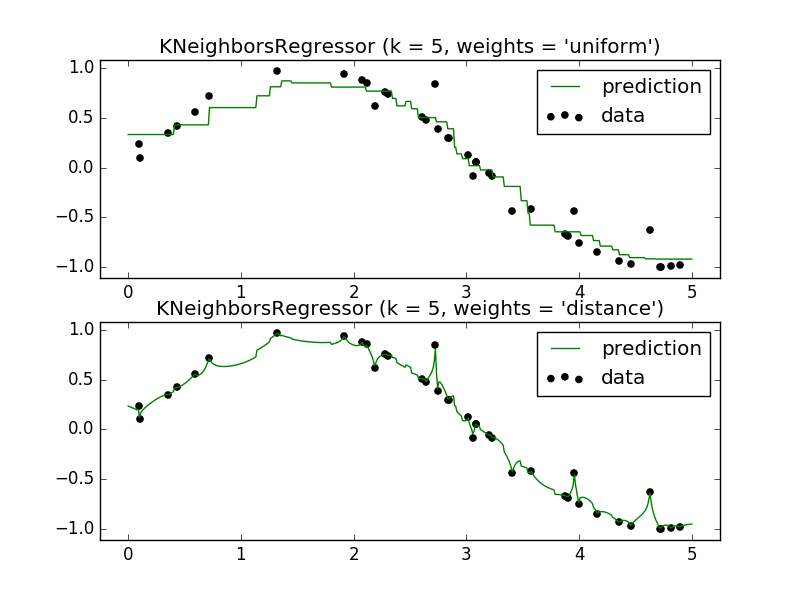 KNeighborsRegressor (k = 5, weights = 'uniform')
1.0
0.5
0.0
−0.5
−1.0
prediction
data
0 1 2 3 4 5
KNeighborsRegressor (k = 5, weights = 'distance')
1.0
0.5
0.0
−0.5
−1.0
prediction
data
0 1 2 3 4 5